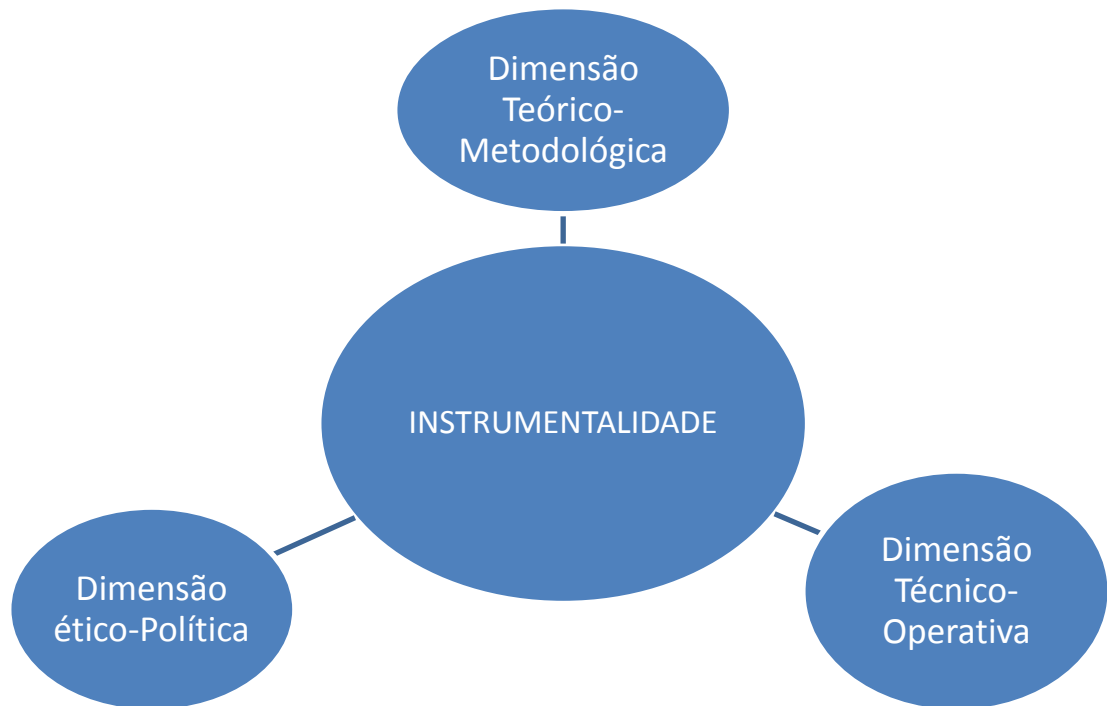 Dimensão
Teórico-
Metodológica
INSTRUMENTALIDADE
Dimensão
ético-Política
Dimensão
Técnico-
Operativa